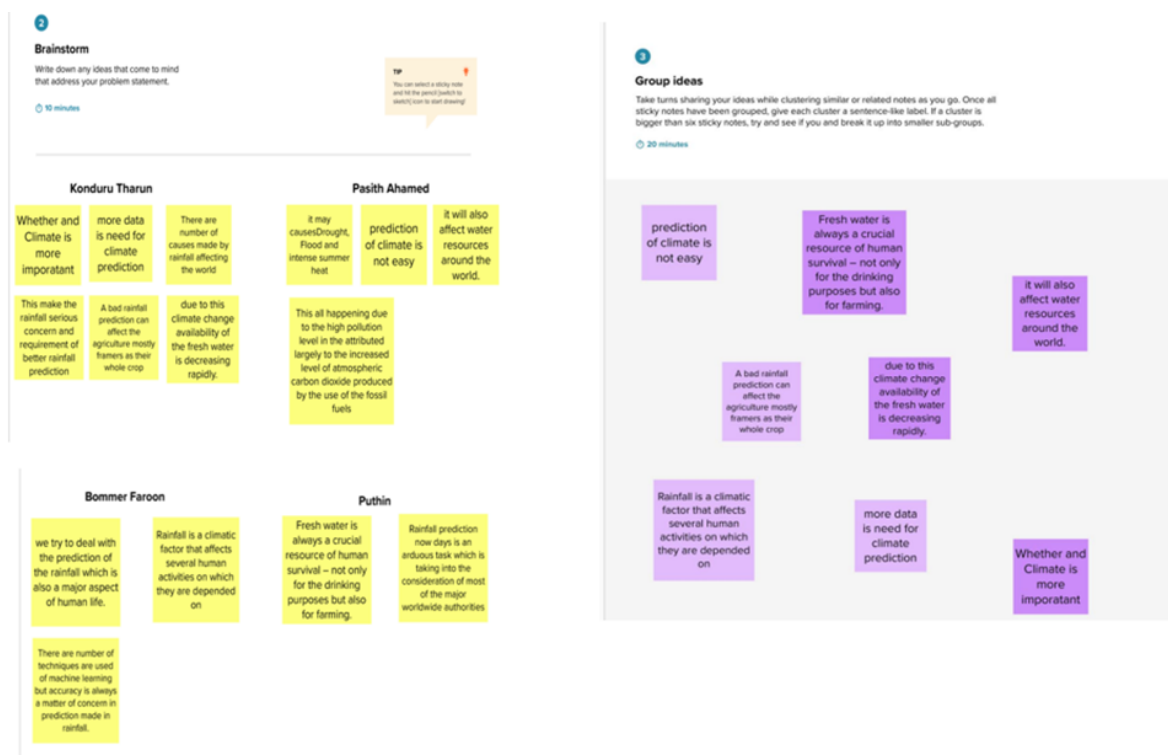 2
Brainstorm
Write down any ideas that come to mind
that address your problem statement.
10 minutes
TIP
You can select a sticky note
and hit the pencil [switch to
sketch] icon to start drawing!
Konduru Tharun
Whether and
Climate is
more
imporatant
more data
is need for
climate
prediction
There are
number of
causes made by
rainfall affecting
the world
This make the
rainfall serious
concern and
requirement of
better rainfall
prediction
A bad rainfall
prediction can
affect the
agriculture mostly
framers as their
whole crop
due to this
climate change
availability of
the fresh water
is decreasing
rapidly.
Pasith Ahamed
it may
causesDrought,
Flood and
intense summer
heat
prediction
of climate is
not easy
it will also
affect water
resources
around the
world.
This all happening due
to the high pollution
level in the attributed
largely to the increased
level of atmospheric
carbon dioxide produced
by the use of the fossil
fuels
Bommer Faroon
we try to deal with
the prediction of
the rainfall which is
also a major aspect
of human life.
Rainfall is a climatic
factor that affects
several human
activities on which
they are depended
on
There are number of
techniques are used
of machine learning
but accuracy is always
a matter of concern in
prediction made in
rainfall.
Puthin
Fresh water is
always a crucial
resource of human
survival – not only
for the drinking
purposes but also
for farming.
Rainfall prediction
now days is an
arduous task which is
taking into the
consideration of most
of the major
worldwide authorities
3
Group ideas
Take turns sharing your ideas while clustering similar or related notes as you go. Once all
sticky notes have been grouped, give each cluster a sentence-like label. If a cluster is
bigger than six sticky notes, try and see if you and break it up into smaller sub-groups.
20 minutes
prediction
of climate is
not easy
Fresh water is
always a crucial
resource of human
survival – not only
for the drinking
purposes but also
for farming.
it will also
affect water
resources
around the
world.
A bad rainfall
prediction can
affect the
agriculture mostly
framers as their
whole crop
due to this
climate change
availability of
the fresh water
is decreasing
rapidly.
Rainfall is a climatic
factor that affects
several human
activities on which
they are depended
on
more data
is need for
climate
prediction
Whether and
Climate is
more
imporatant